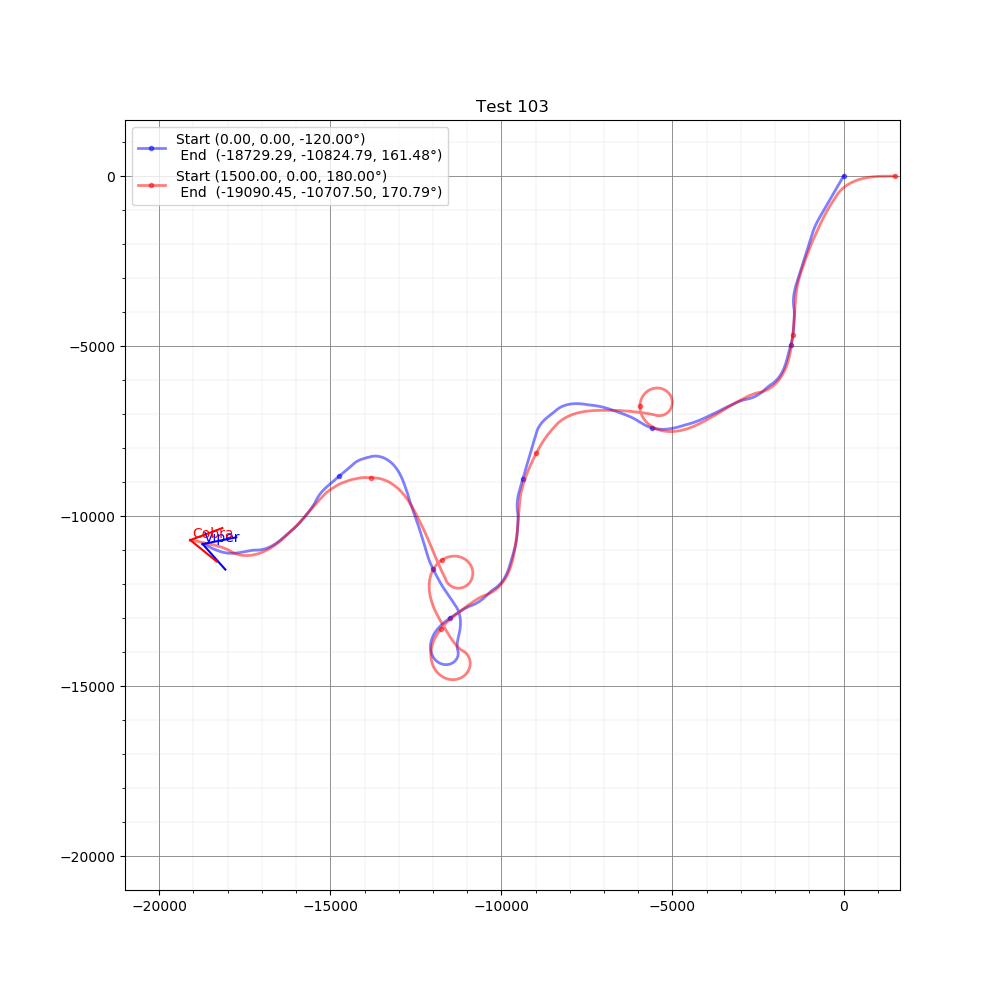 Test 103
Start (0.00, 0.00, -120.00°)
End (-18729.29, -10824.79, 161.48°)
Start (1500.00, 0.00, 180.00°)
End (-19090.45, -10707.50, 170.79°)
0
−5000
−10000
−15000
−20000
Cobra
Viper
−20000
−15000
−10000
−5000
0